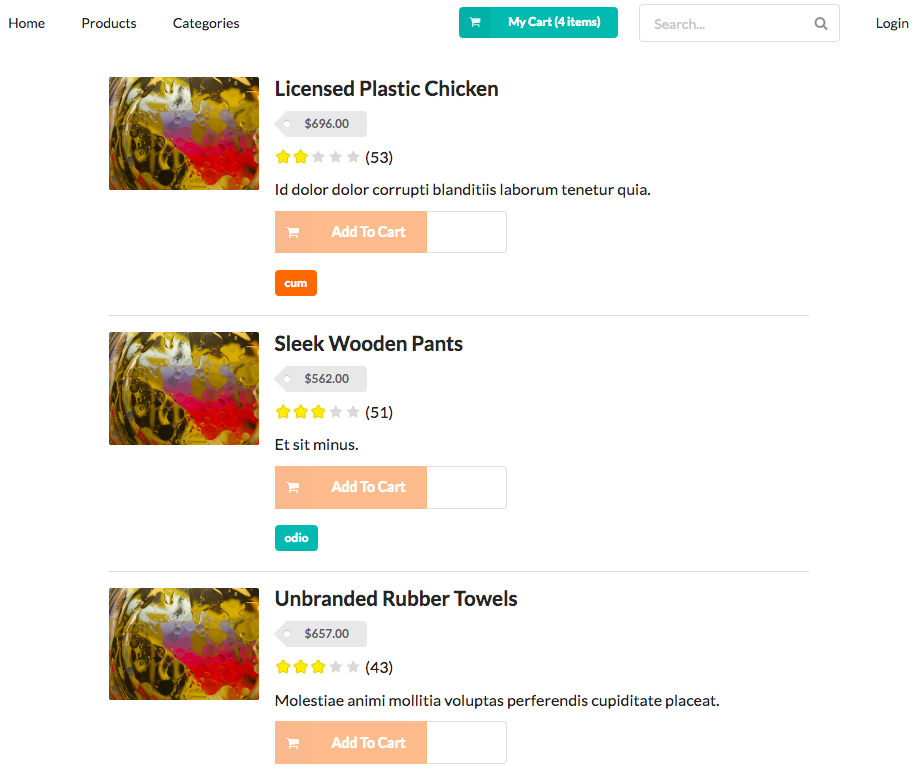 Home Products Categories My Cart (4 items) Search... Login
Licensed Plastic Chicken
$696.00
(53)
Id dolor dolor corrupti blanditiis laborum tenetur quia.
Add To Cart
cum
Sleek Wooden Pants
$562.00
(51)
Et sit minus.
Add To Cart
odio
Unbranded Rubber Towels
$657.00
(43)
Molestiae animi mollitia voluptas perferendis cupiditate placeat.
Add To Cart